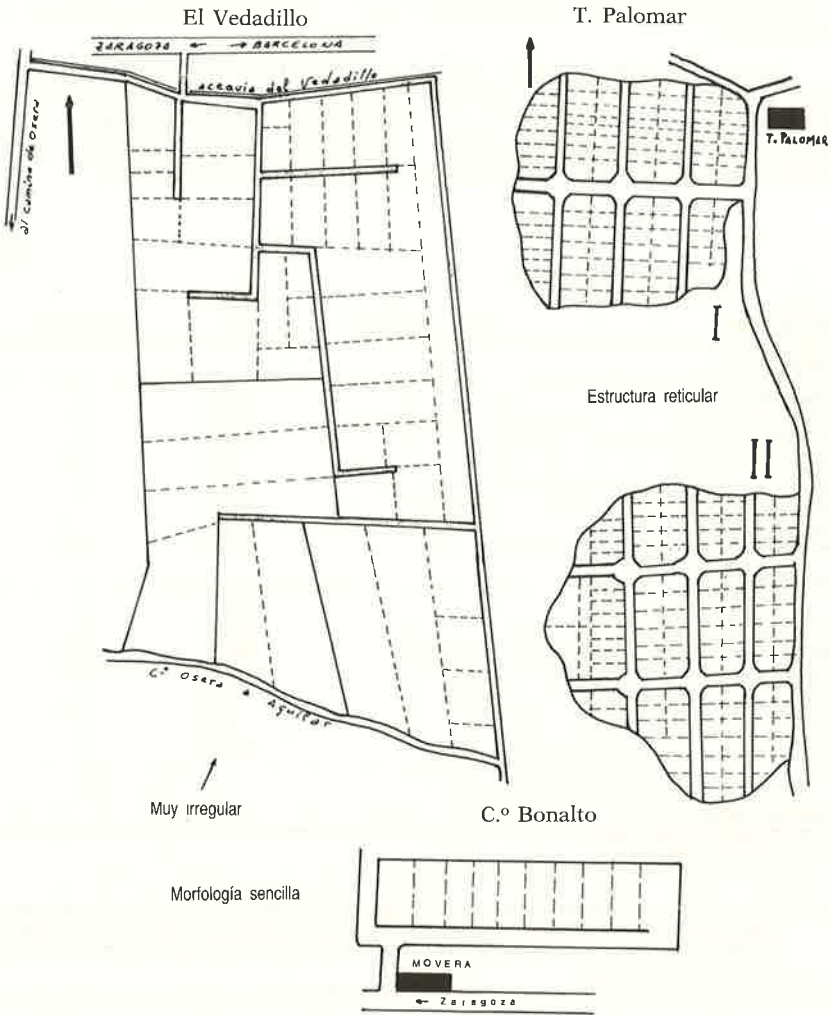 El Vedadillo
T. Palomar
ZARAGOZA ← → BARCELONA
acequia del Vedadillo
al camino de Osera
T. PALOMAR
I
Estructura reticular
II
C.º Osera a Aguilar
Muy irregular
C.º Bonalto
Morfología sencilla
MOVERA
← Zaragoza